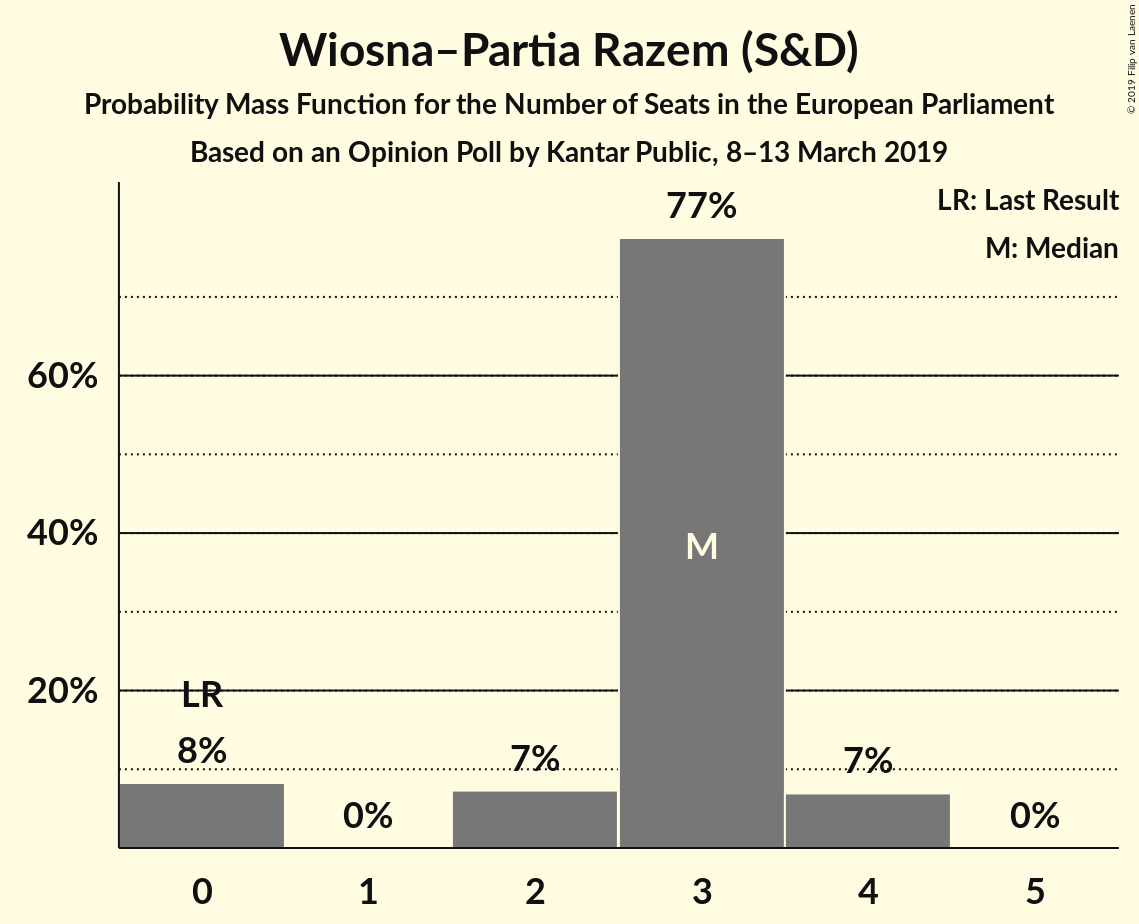 Wiosna–Partia Razem (S&D)
Probability Mass Function for the Number of Seats in the European Parliament
Based on an Opinion Poll by Kantar Public, 8–13 March 2019
© 2019 Filip van Laenen
LR: Last Result
M: Median
77%
60%
40%
M
20%
LR
8%
7%
7%
0%
0%
0 1 2 3 4 5